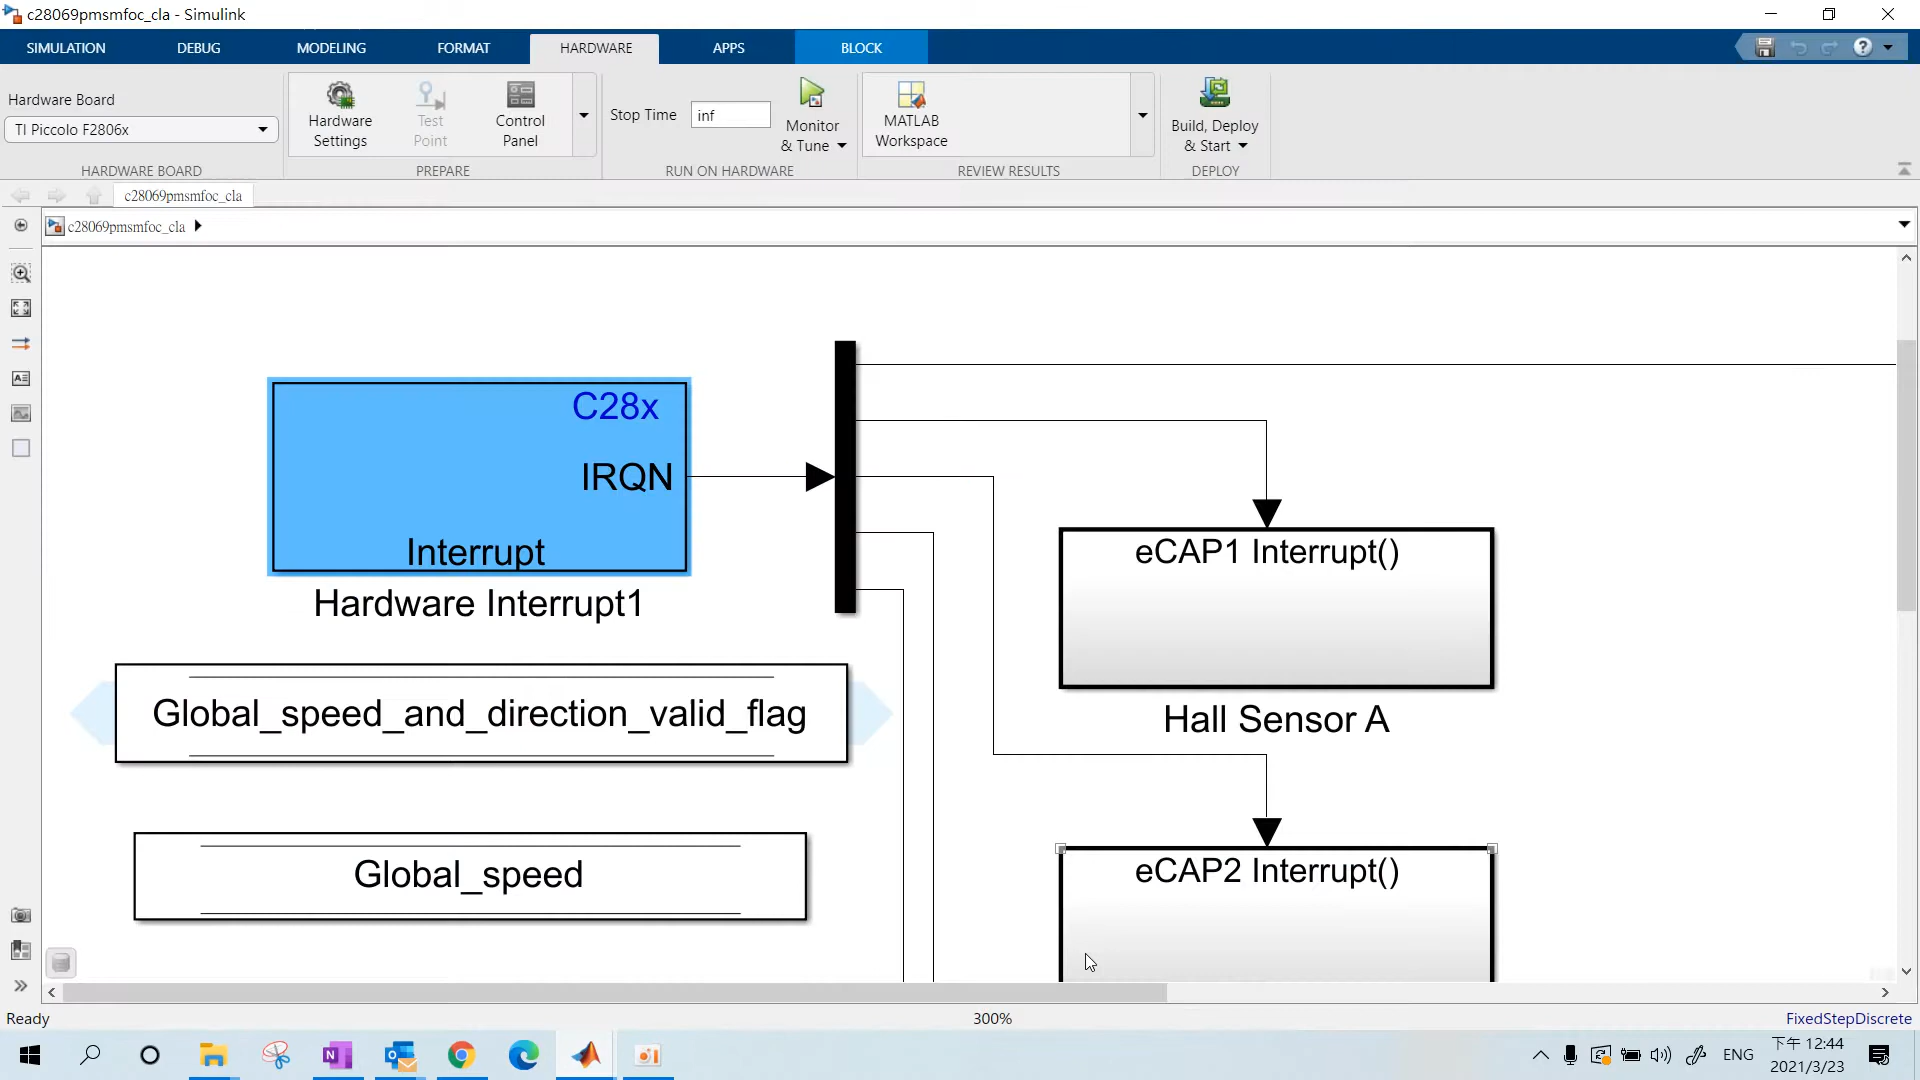 c28069pmsmfoc_cla - Simulink
SIMULATION DEBUG MODELING FORMAT HARDWARE APPS BLOCK
Hardware Board
TI Piccolo F2806x
HARDWARE BOARD
Hardware
Settings
Test
Point
Control
Panel
PREPARE
Stop Time inf
Monitor
& Tune
RUN ON HARDWARE
MATLAB
Workspace
REVIEW RESULTS
Build, Deploy
& Start
DEPLOY
c28069pmsmfoc_cla
c28069pmsmfoc_cla
C28x
IRQN
Interrupt
Hardware Interrupt1
Global_speed_and_direction_valid_flag
Global_speed
eCAP1 Interrupt()
Hall Sensor A
eCAP2 Interrupt()
Ready 300% FixedStepDiscrete
ENG
下午 12:44
2021/3/23